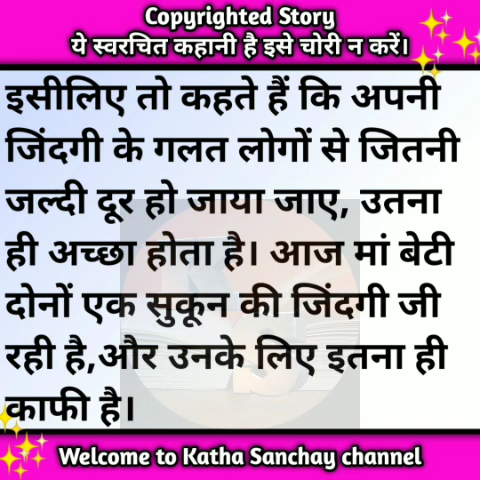 Copyrighted Story
ये स्वरचित कहानी है इसे चोरी न करें।
इसीलिए तो कहते हैं कि अपनी
जिंदगी के गलत लोगों से जितनी
जल्दी दूर हो जाया जाए, उतना
ही अच्छा होता है। आज मां बेटी
दोनों एक सुकून की जिंदगी जी
रही है,और उनके लिए इतना ही
काफी है।
Welcome to Katha Sanchay channel